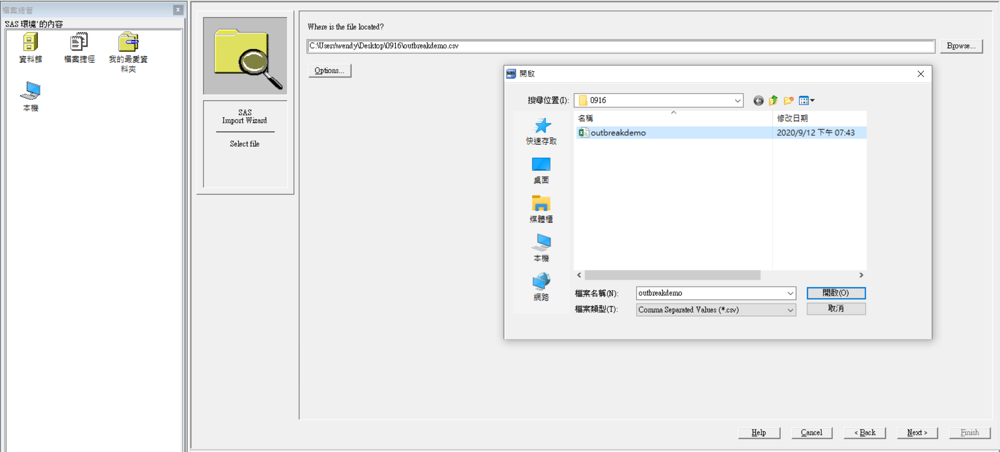 檔案總管
'SAS 環境'的內容
資料館
檔案捷徑
我的最愛資
料夾
本機
SAS
Import Wizard
Select file
Where is the file located?
C:\Users\wendy\Desktop\0916\outbreakdemo.csv
Browse...
Options...
sas
開啟
搜尋位置(I):
0916
名稱
修改日期
outbreakdemo
2020/9/12 下午 07:43
快速存取
桌面
媒體櫃
本機
網路
檔案名稱(N):
outbreakdemo
開啟(O)
檔案類型(T):
Comma Separated Values (*.csv)
取消
Help
Cancel
< Back
Next >
Finish